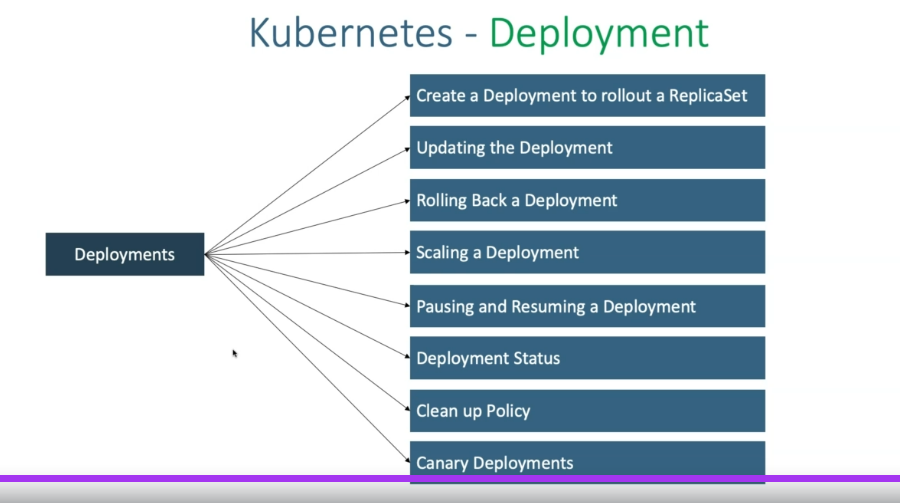 Kubernetes - Deployment
Deployments
Create a Deployment to rollout a ReplicaSet
Updating the Deployment
Rolling Back a Deployment
Scaling a Deployment
Pausing and Resuming a Deployment
Deployment Status
Clean up Policy
Canary Deployments